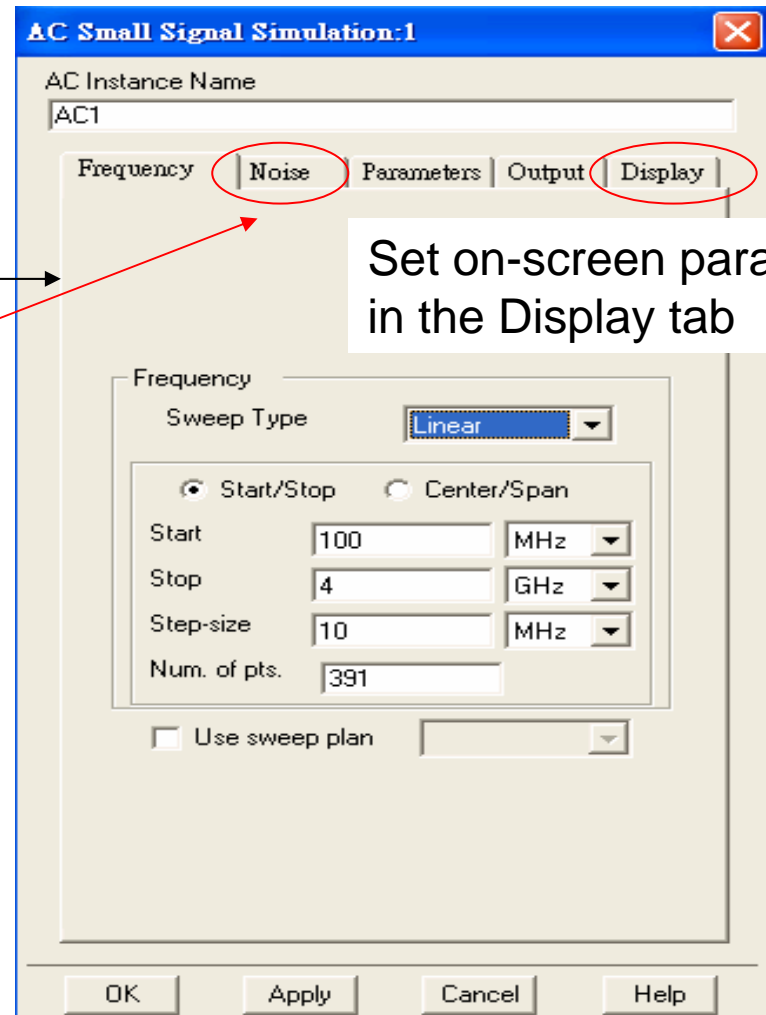 AC Small Signal Simulation:1
AC Instance Name
AC1
Frequency Noise Parameters Output Display
Set on-screen para
in the Display tab
Frequency
Sweep Type Linear
Start/Stop Center/Span
Start 100 MHz
Stop 4 GHz
Step-size 10 MHz
Num. of pts. 391
Use sweep plan
OK Apply Cancel Help